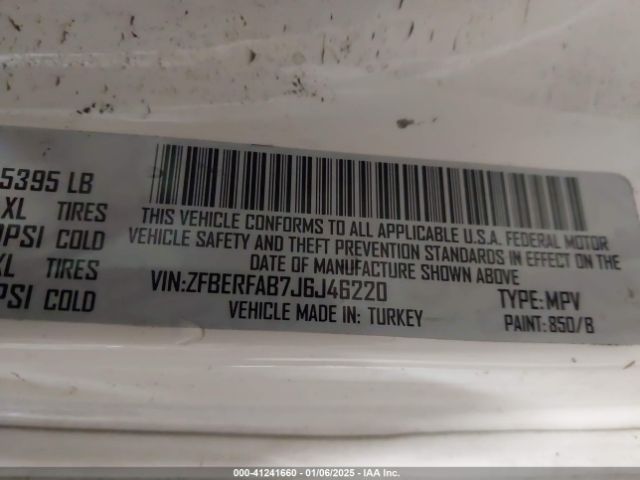 5395 LB
XL TIRES
PSI COLD
XL TIRES
PSI COLD
THIS VEHICLE CONFORMS TO ALL APPLICABLE U.S.A. FEDERAL MOTOR
VEHICLE SAFETY AND THEFT PREVENTION STANDARDS IN EFFECT ON THE
DATE OF MANUFACTURE SHOWN ABOVE
VIN:ZFBERFAB7J6J46220
TYPE:MPV
VEHICLE MADE IN: TURKEY
PAINT: 850/B
000-41241660 — 01/06/2025 — IAA Inc.